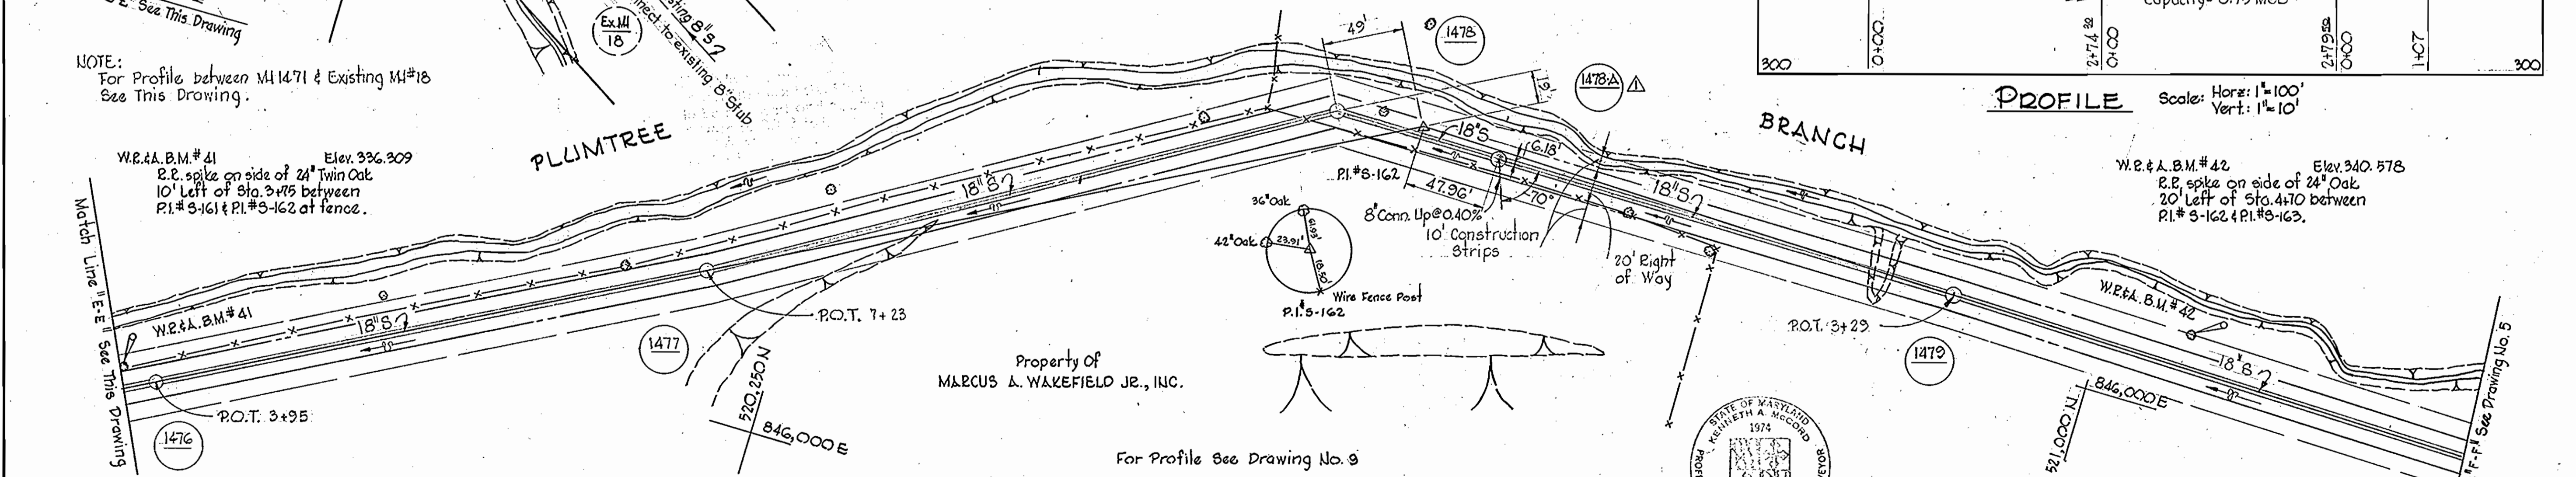 See This Drawing
NOTE:
For Profile between MH1471 & Existing MH#18
See This Drawing.
Ex.MH
18
sting 8"S
nnect to existing 8" Stub
PLUMTREE
BRANCH
W.R.&A. B.M.#41 Elev. 336.309
R.R. spike on side of 24" Twin Oak
10' Left of Sta. 3+75 between
P.I.# S-161 & P.I.# S-162 at fence.
Match Line "E-E" See This Drawing
W.R.&A. B.M.#41
18"S
P.O.T. 3+95
1476
1477
P.O.T. 7+23
520,250 N
846,000 E
18"S
49'
1478
19'
1478-A
1
18"S
6.18'
P.I.#S-162
47.96'
70°
8" Conn. Up@0.40%
10' Construction
Strips
20' Right
of Way
18"S
36" Oak
42" Oak
23.91'
18.50'
Wire Fence Post
P.I.#S-162
Property Of
MARCUS A. WAKEFIELD JR., INC.
For Profile See Drawing No. 9
300
0+00
2+74.32
0+00
0+00
1+07
300
PROFILE
Scale: Horz: 1"=100'
Vert: 1"=10'
W.R.&A. B.M.#42 Elev. 340.578
R.R. spike on side of 24" Oak
20' Left of Sta. 4+70 between
P.I.# S-162 & P.I.#S-163.
P.O.T. 3+29
1479
W.R.&A. B.M.#42
18"S
846,000 E
521,000 N
"F-F" See Drawing No. 5
STATE OF MARYLAND
KENNETH A. McCORD
1974